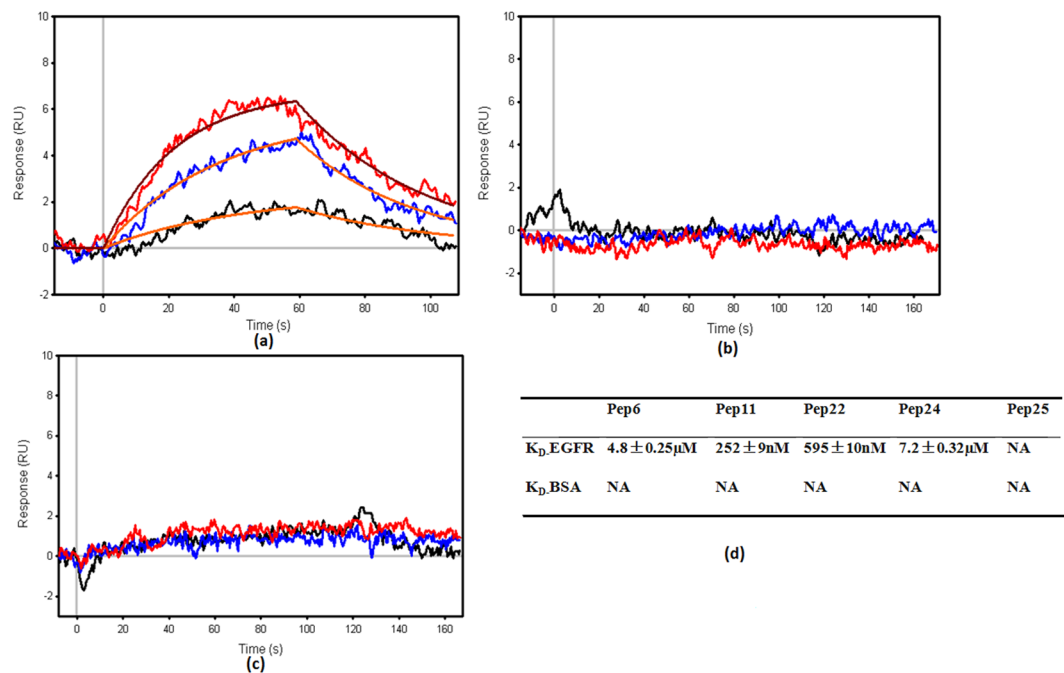 10
8
6
4
2
0
-2
Response (RU)
0 20 40 60 80 100
Time (s)
(a)
10
8
6
4
2
0
-2
Response (RU)
0 20 40 60 80 100 120 140 160
Time (s)
(b)
10
8
6
4
2
0
-2
Response (RU)
0 20 40 60 80 100 120 140 160
Time (s)
(c)
Pep6 Pep11 Pep22 Pep24 Pep25
KD-EGFR 4.8±0.25μM 252±9nM 595±10nM 7.2±0.32μM NA
KD-BSA NA NA NA NA NA
(d)